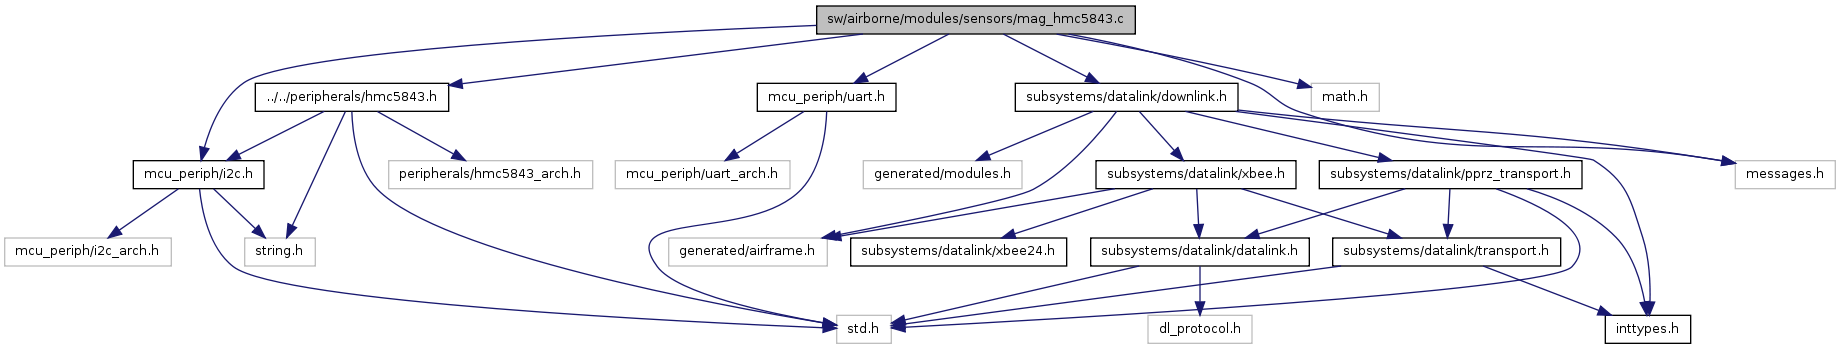 sw/airborne/modules/sensors/mag_hmc5843.c
../../peripherals/hmc5843.h
mcu_periph/uart.h
subsystems/datalink/downlink.h
math.h
mcu_periph/i2c.h
peripherals/hmc5843_arch.h
mcu_periph/uart_arch.h
generated/modules.h
subsystems/datalink/xbee.h
subsystems/datalink/pprz_transport.h
messages.h
mcu_periph/i2c_arch.h
string.h
generated/airframe.h
subsystems/datalink/xbee24.h
subsystems/datalink/datalink.h
subsystems/datalink/transport.h
std.h
dl_protocol.h
inttypes.h